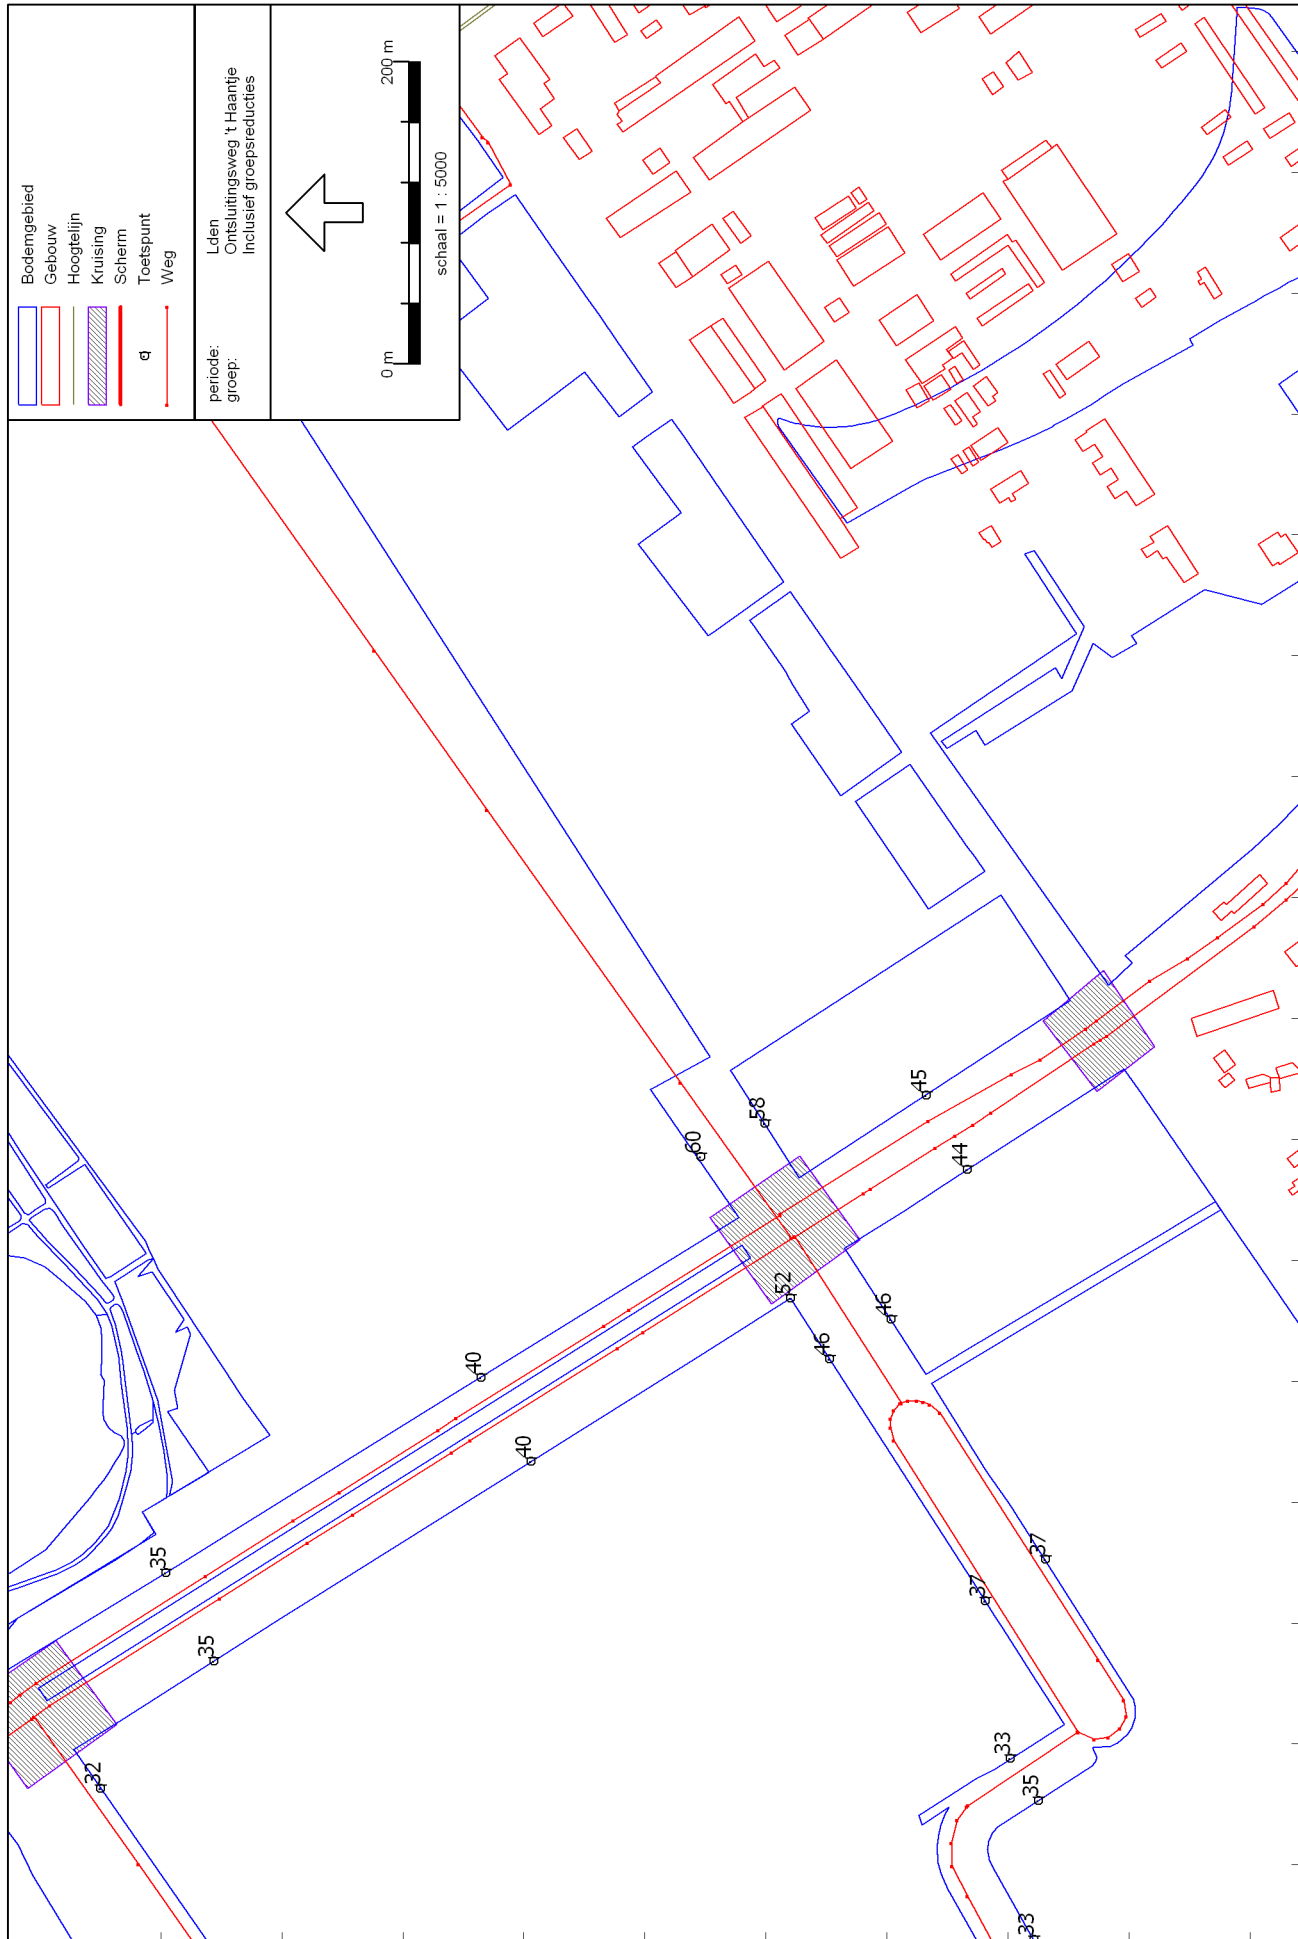 Bodemgebied
Gebouw
Hoogtelijn
Kruising
Scherm
Toetspunt
Weg
periode: Lden
groep: Ontsluitingsweg 't Haantje
Inclusief groepsreducties
0 m 200 m
schaal = 1 : 5000
32
35
35
40
40
60
58
52
46
46
45
44
37
37
33
35
33